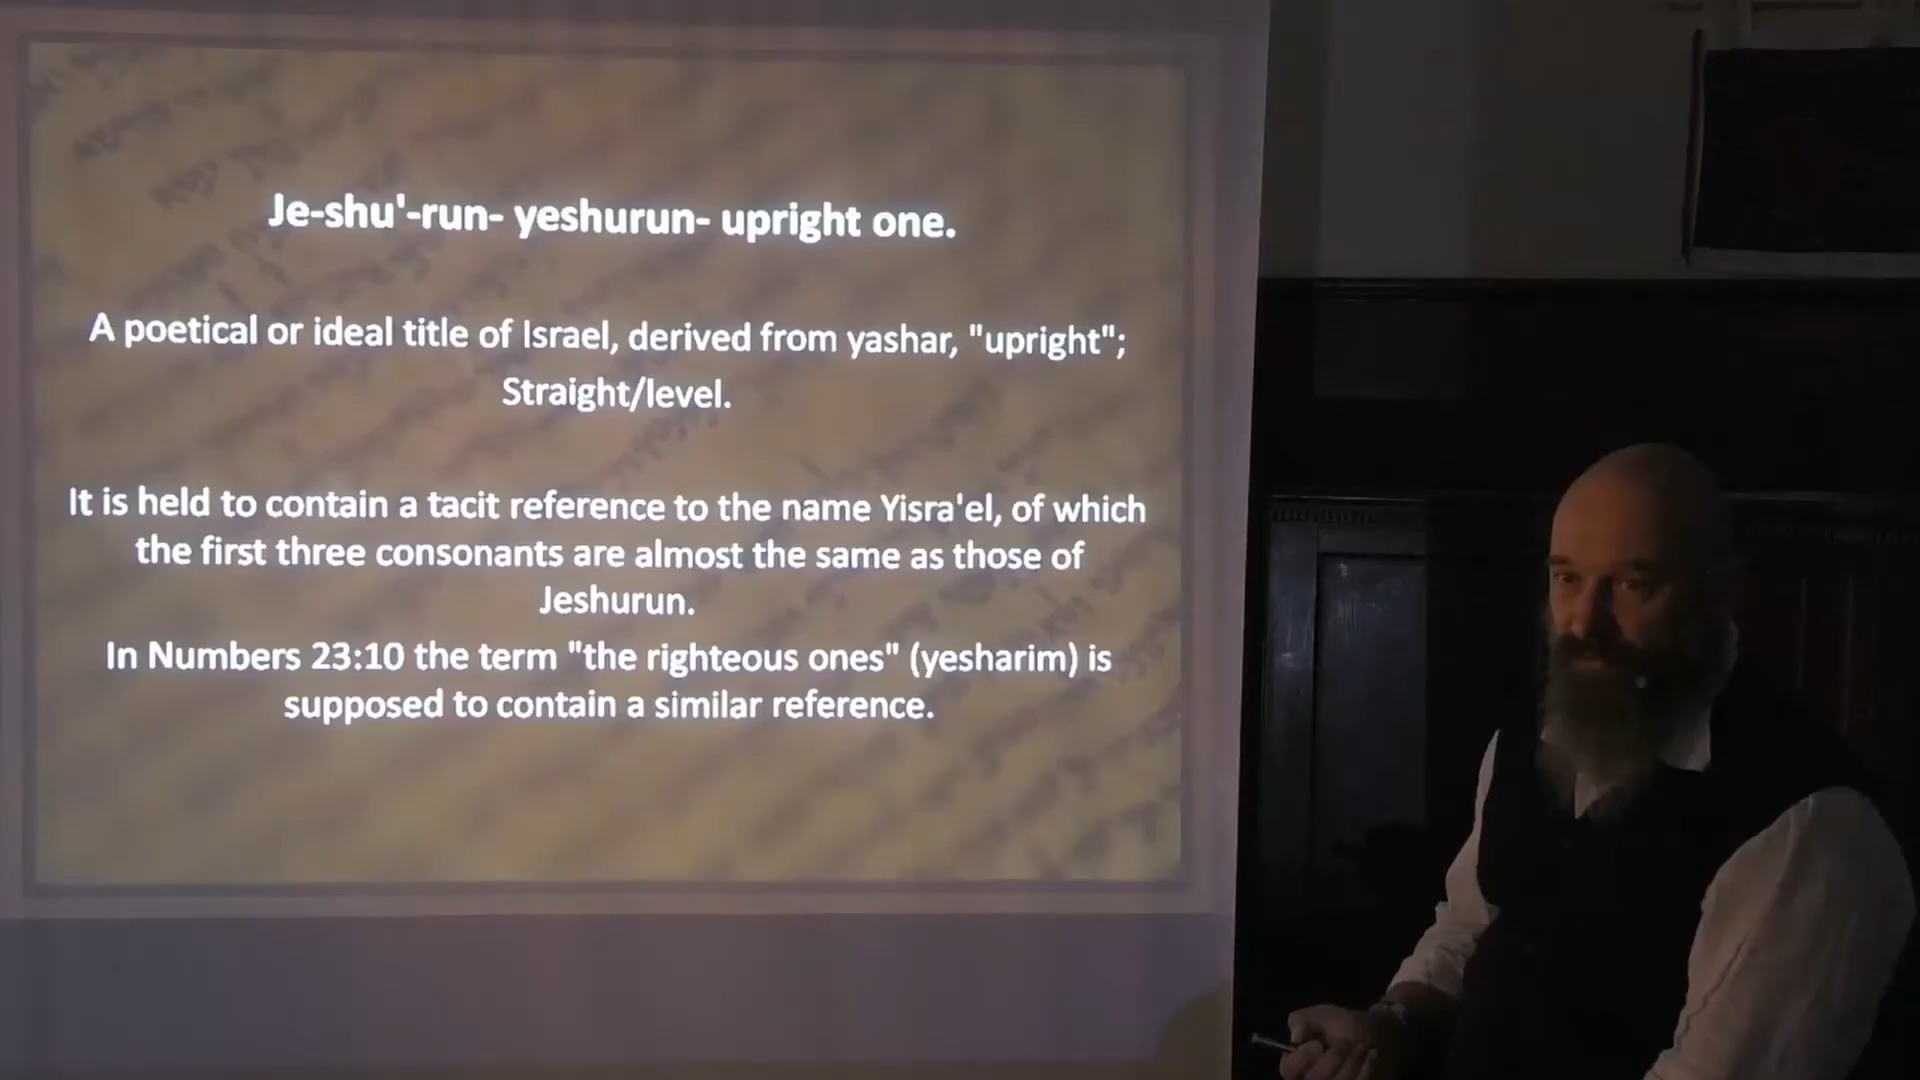 Je-shu'-run- yeshurun- upright one.
A poetical or ideal title of Israel, derived from yashar, "upright";
Straight/level.
It is held to contain a tacit reference to the name Yisra'el, of which
the first three consonants are almost the same as those of
Jeshurun.
In Numbers 23:10 the term "the righteous ones" (yesharim) is
supposed to contain a similar reference.